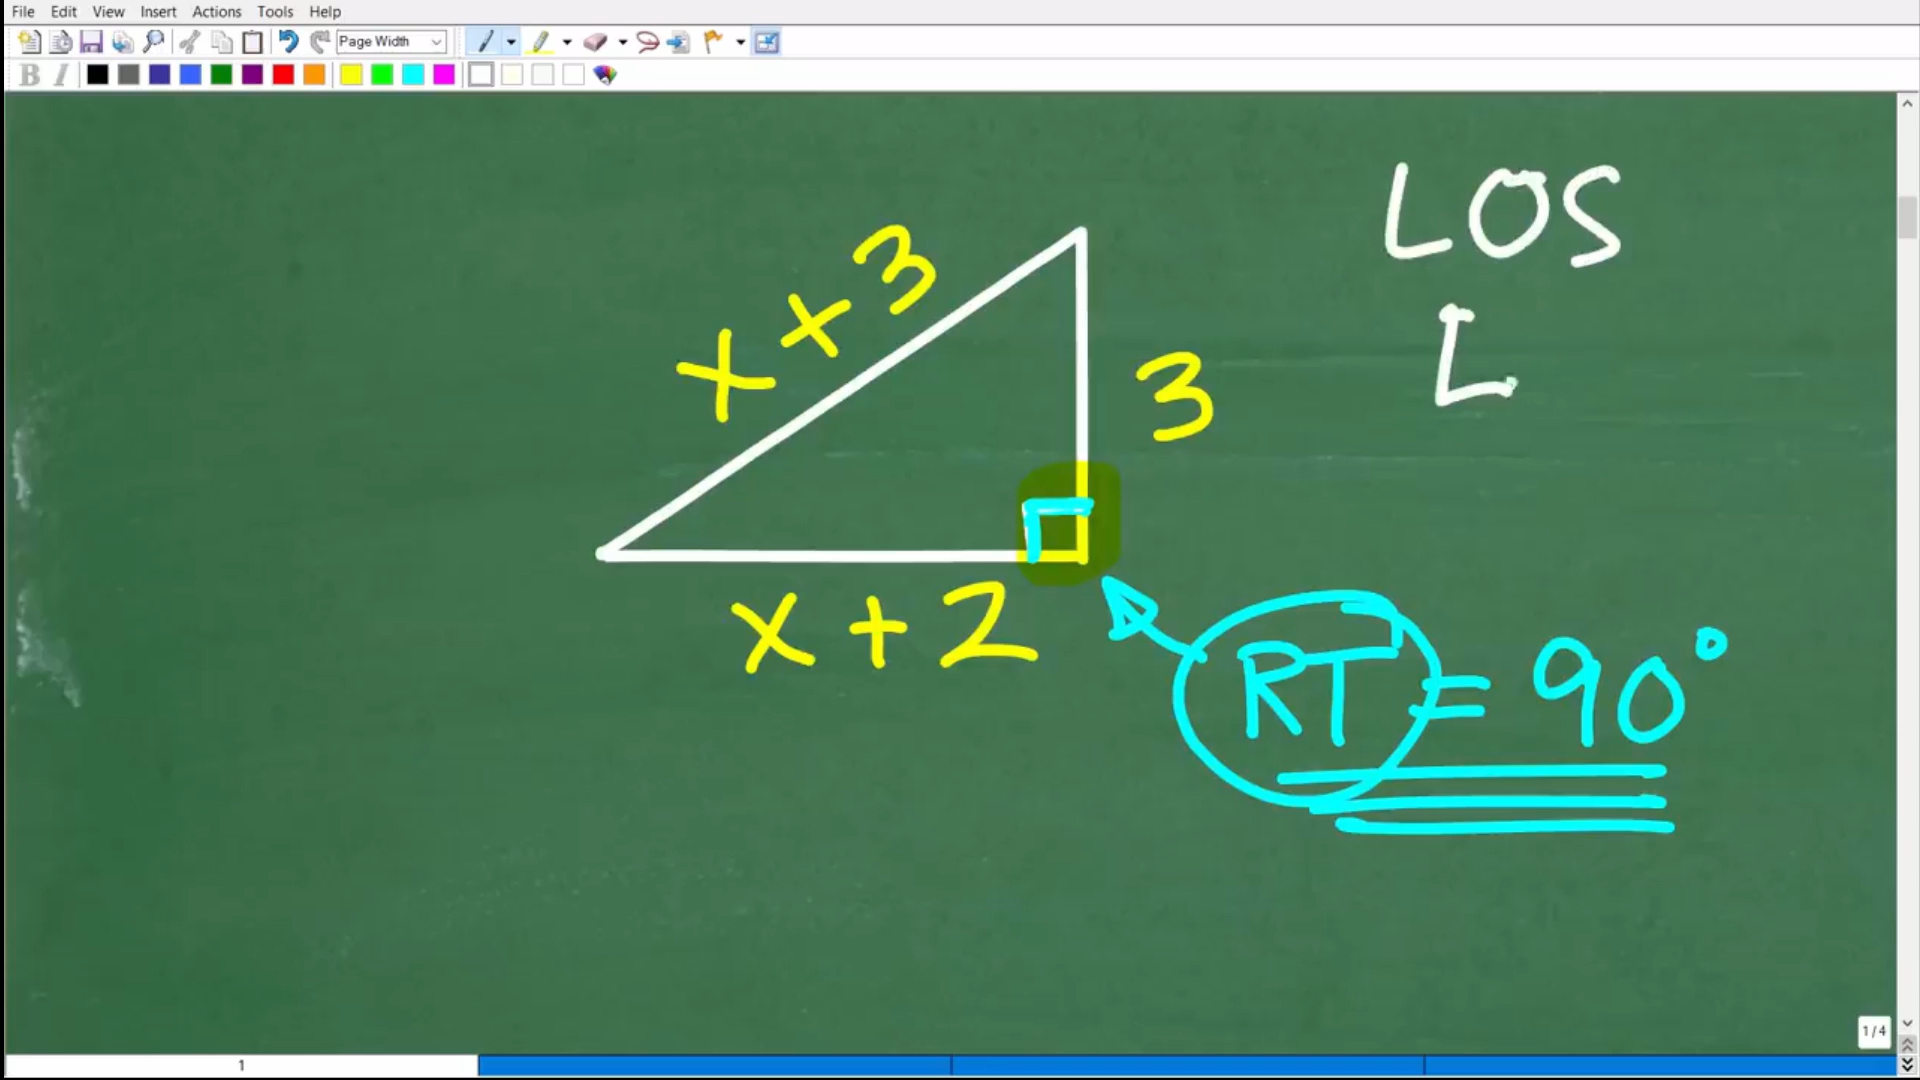 File Edit View Insert Actions Tools Help
Page Width
B I
LOS
L
x + 3
3
x + 2
RT = 90°
1/4
1